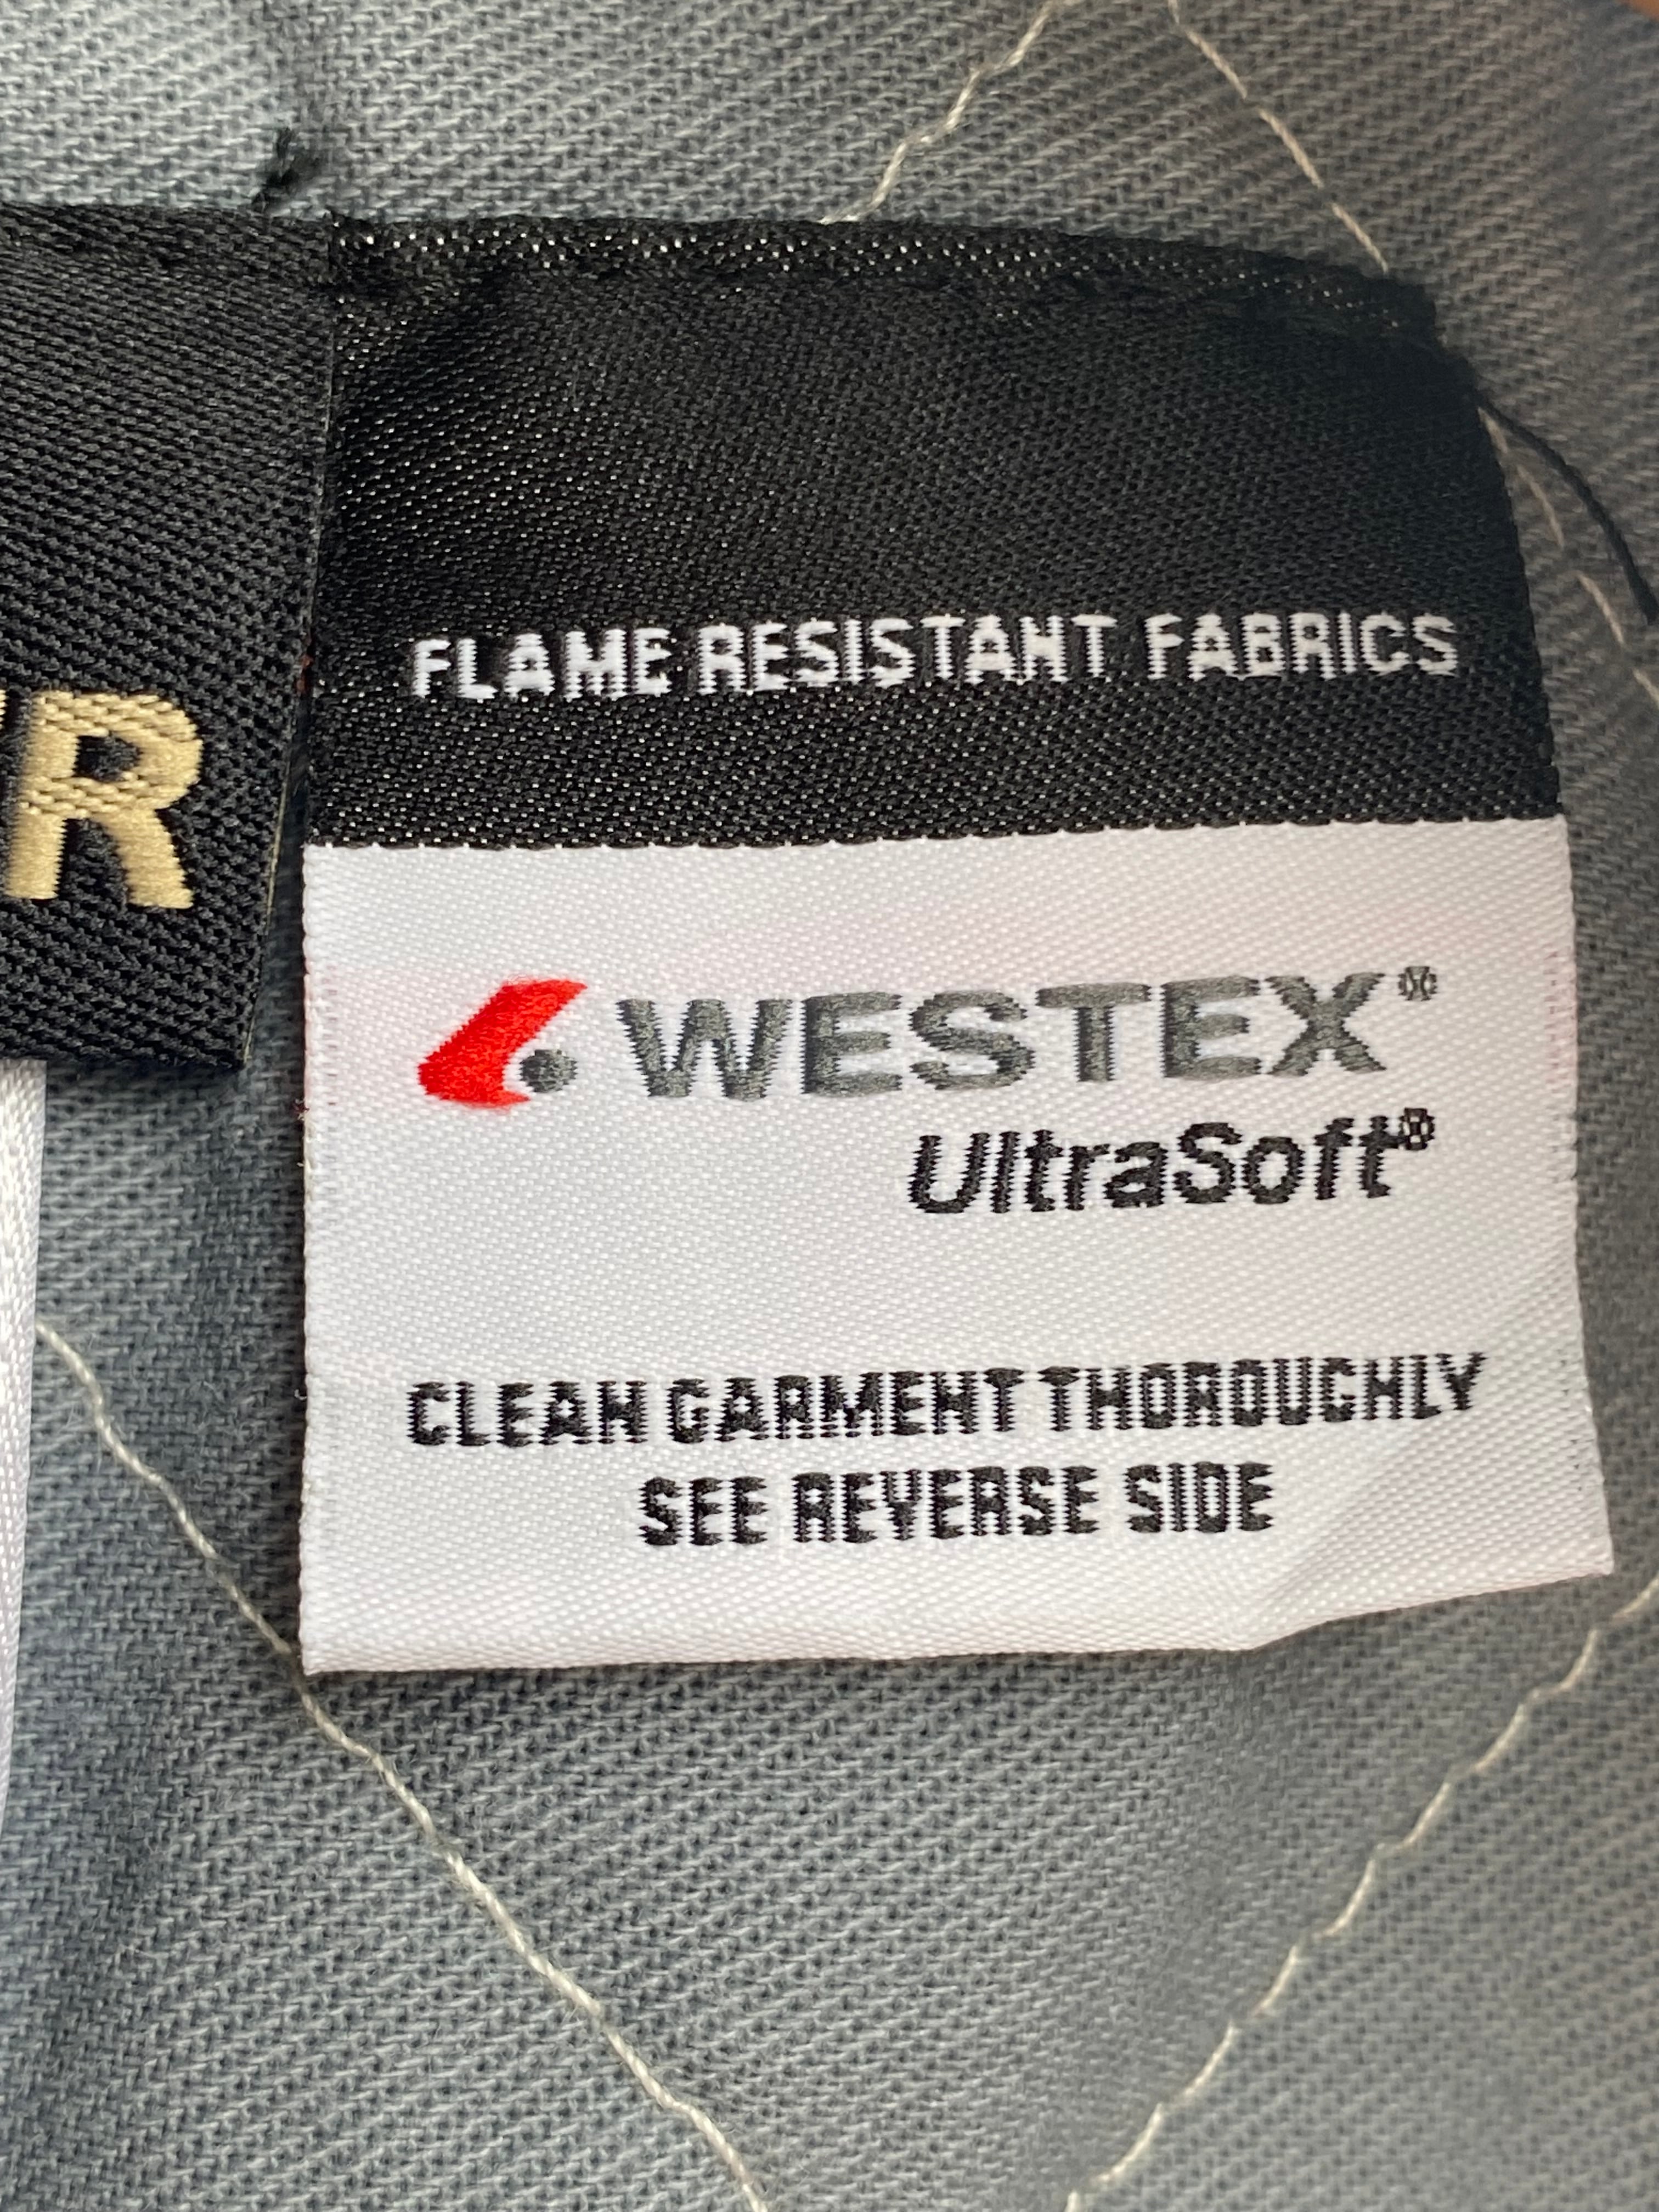 FLAME RESISTANT FABRICS
R
WESTEX®
UltraSoft®
CLEAN GARMENT THOROUGHLY
SEE REVERSE SIDE